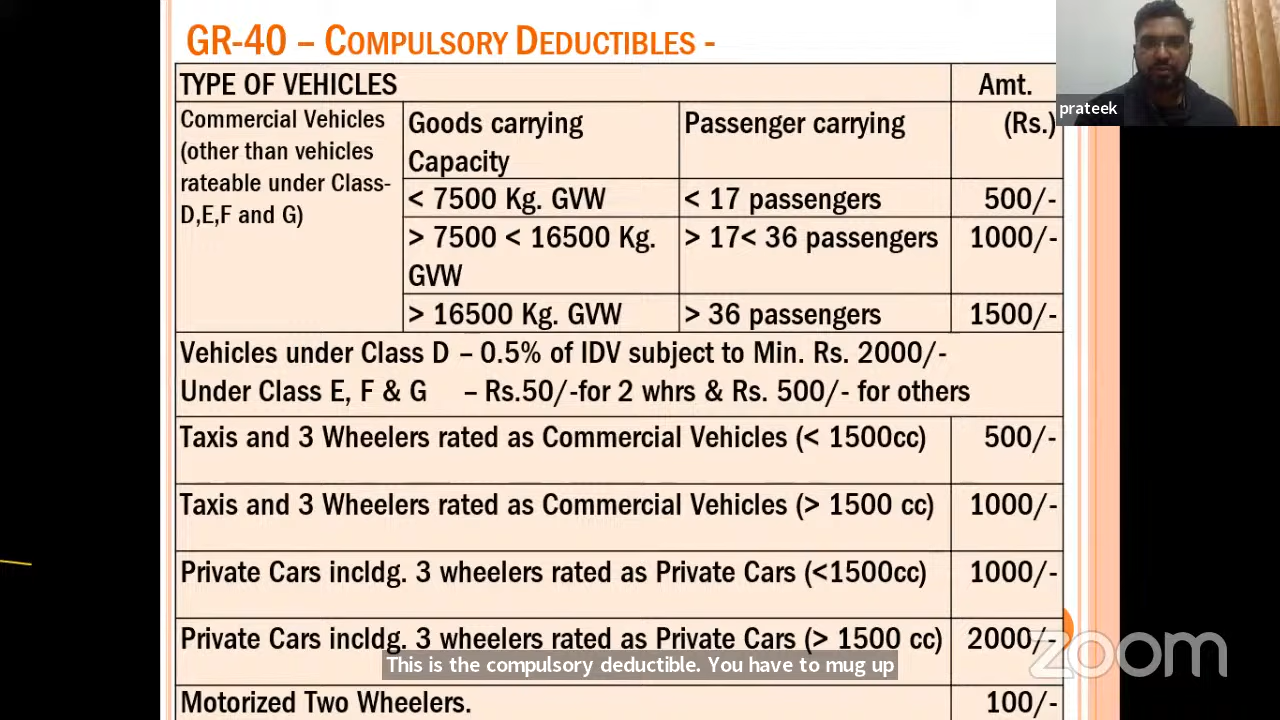 GR-40 – COMPULSORY DEDUCTIBLES -
TYPE OF VEHICLES Amt.
Commercial Vehicles
(other than vehicles
rateable under Class-
D,E,F and G)
Goods carrying
Capacity
Passenger carrying
(Rs.)
< 7500 Kg. GVW < 17 passengers 500/-
> 7500 < 16500 Kg.
GVW
> 17< 36 passengers 1000/-
> 16500 Kg. GVW > 36 passengers 1500/-
Vehicles under Class D – 0.5% of IDV subject to Min. Rs. 2000/-
Under Class E, F & G – Rs.50/-for 2 whrs & Rs. 500/- for others
Taxis and 3 Wheelers rated as Commercial Vehicles (< 1500cc) 500/-
Taxis and 3 Wheelers rated as Commercial Vehicles (> 1500 cc) 1000/-
Private Cars incldg. 3 wheelers rated as Private Cars (<1500cc) 1000/-
Private Cars incldg. 3 wheelers rated as Private Cars (> 1500 cc) 2000/-
Motorized Two Wheelers. 100/-
This is the compulsory deductible. You have to mug up
prateek
zoom